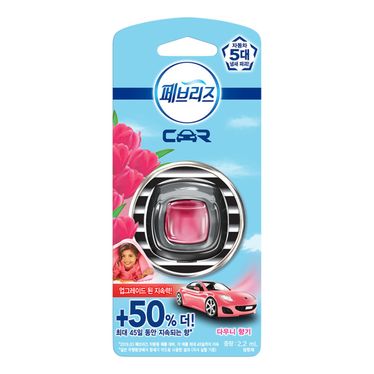 자동차
5대
냄새 제거!
페브리즈
CAR
업그레이드 된 지속력!
+50% 더!
최대 45일 동안 지속되는 향*
다우니 향기
용량: 2.2 mL